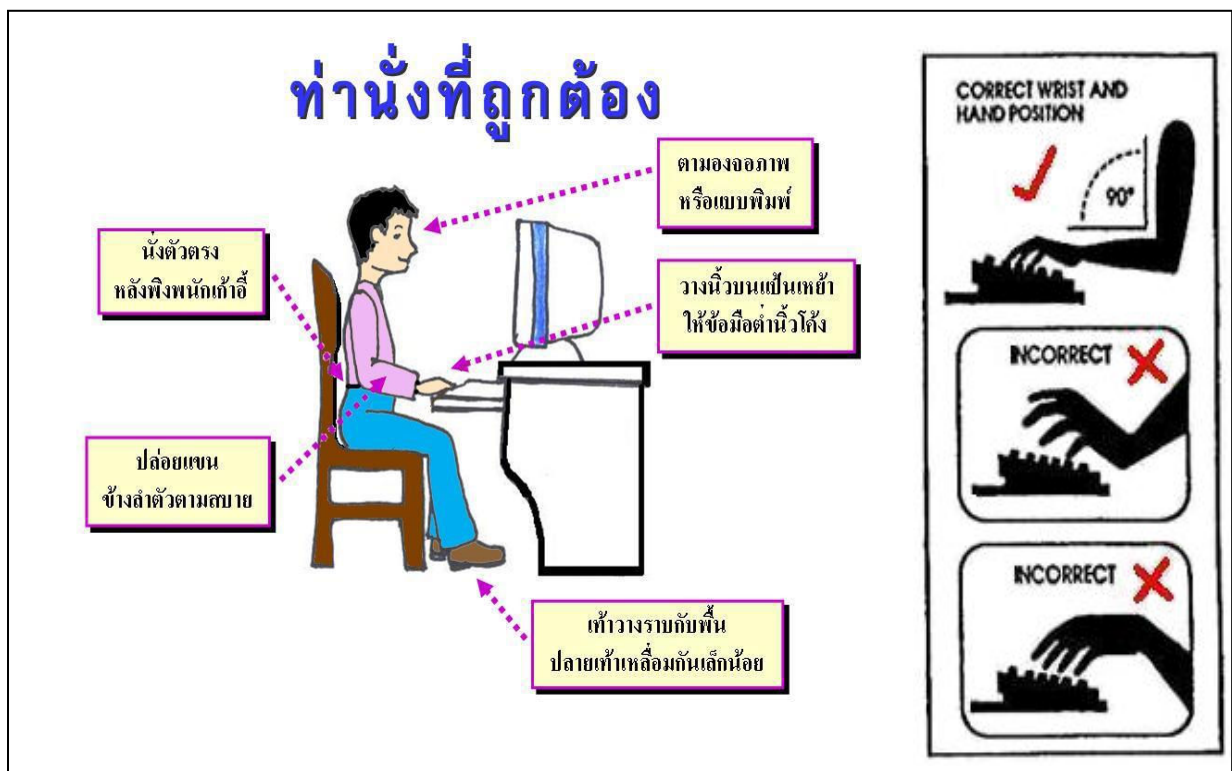 ท่านั่งที่ถูกต้อง
ตามองจอภาพ
หรือแบบพิมพ์
นั่งตัวตรง
หลังพิงพนักเก้าอี้
วางนิ้วบนแป้นเหย้า
ให้ข้อมือต่ำนิ้วโค้ง
ปล่อยแขน
ข้างลำตัวตามสบาย
เท้าวางราบกับพื้น
ปลายเท้าเหลื่อมกันเล็กน้อย
CORRECT WRIST AND
HAND POSITION
90°
INCORRECT
INCORRECT